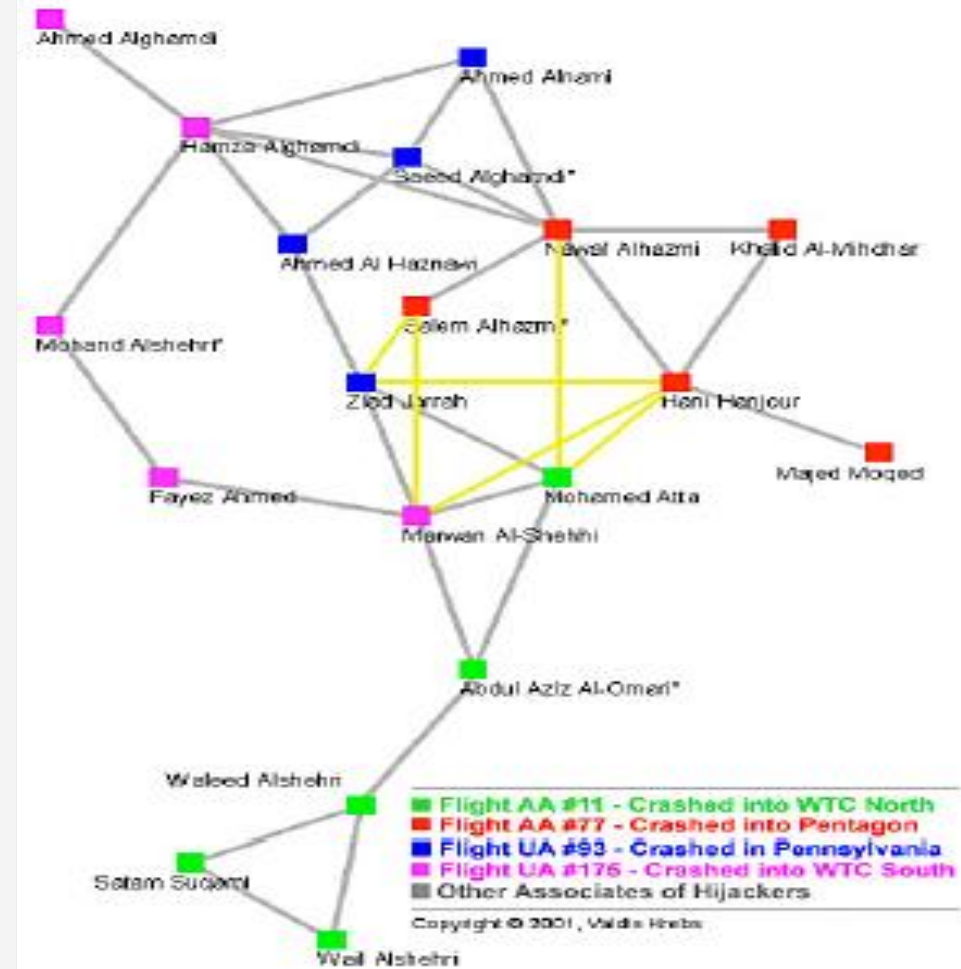 Ahmed Alghamdi
Ahmed Alnami
Hamza Alghamdi
Saeed Alghamdi*
Nawaf Alhazmi
Khalid Al-Mihdhar
Ahmed Al Haznawi
Salem Alhazmi*
Mohand Alshehri*
Ziad Jarrah
Hani Hanjour
Majed Moqed
Fayez Ahmed
Mohamed Atta
Marwan Al-Shehhi
Abdul Aziz Al-Omari*
Waleed Alshehri
Flight AA #11 - Crashed into WTC North
Flight AA #77 - Crashed into Pentagon
Flight UA #93 - Crashed in Pennsylvania
Flight UA #175 - Crashed into WTC South
Other Associates of Hijackers
Satam Suqami
Copyright © 2001, Valdis Krebs
Wail Alshehri